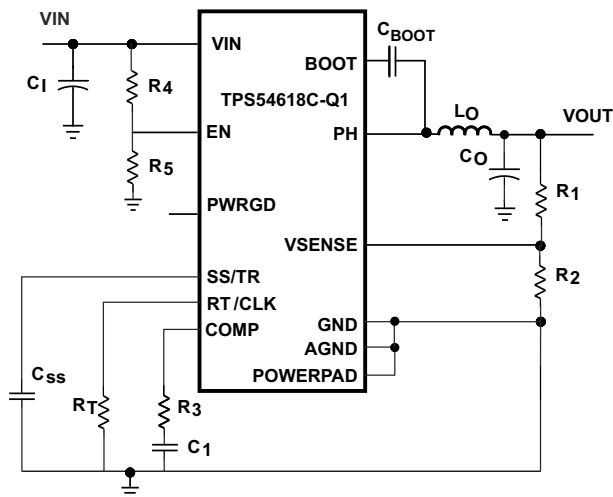 VIN
VIN
CBOOT
BOOT
CI
R4
TPS54618C-Q1
LO
VOUT
EN
PH
CO
R5
R1
PWRGD
VSENSE
SS/TR
R2
RT/CLK
COMP
GND
AGND
Css
RT
R3
POWERPAD
C1